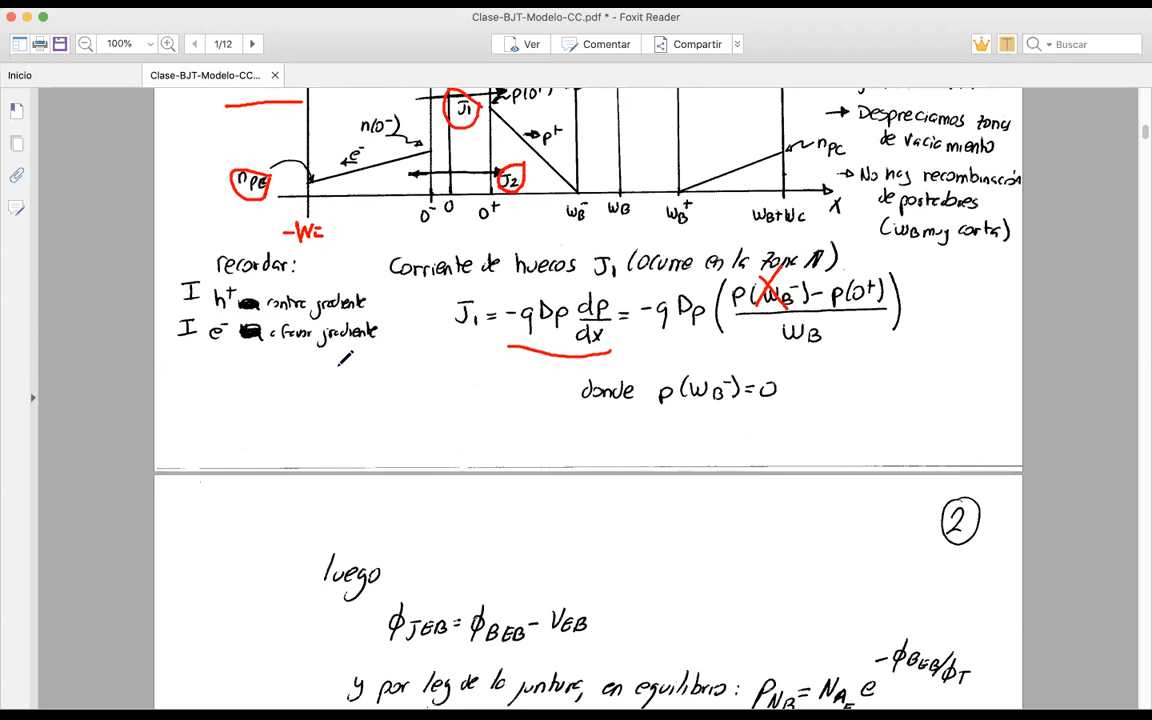 Clase-BJT-Modelo-CC.pdf * - Foxit Reader
100%
1/12
Ver
Comentar
Compartir
Buscar
Inicio
Clase-BJT-Modelo-CC...
J1
p(0+)
n(0-)
e-
p+
nPE
J2
nPC
0- 0 0+ WB- WB WB+ WB+WC X
-WE
→ Despreciamos zona
de vaciamiento
→ No hay recombinación
de portadores
(WB muy corta)
recordar:
I h+ contra gradiente
I e- a favor gradiente
Corriente de huecos J1 (ocurre en la zona N)
J1 = -q Dp dp/dx = -q Dp ( (p(WB-) - p(0+)) / WB )
donde p(WB-)=0
2
luego
ϕJEB = ϕBEB - VEB
y por ley de la juntura, en equilibrio: PNB = NAE e^(-ϕBEB/ϕT)